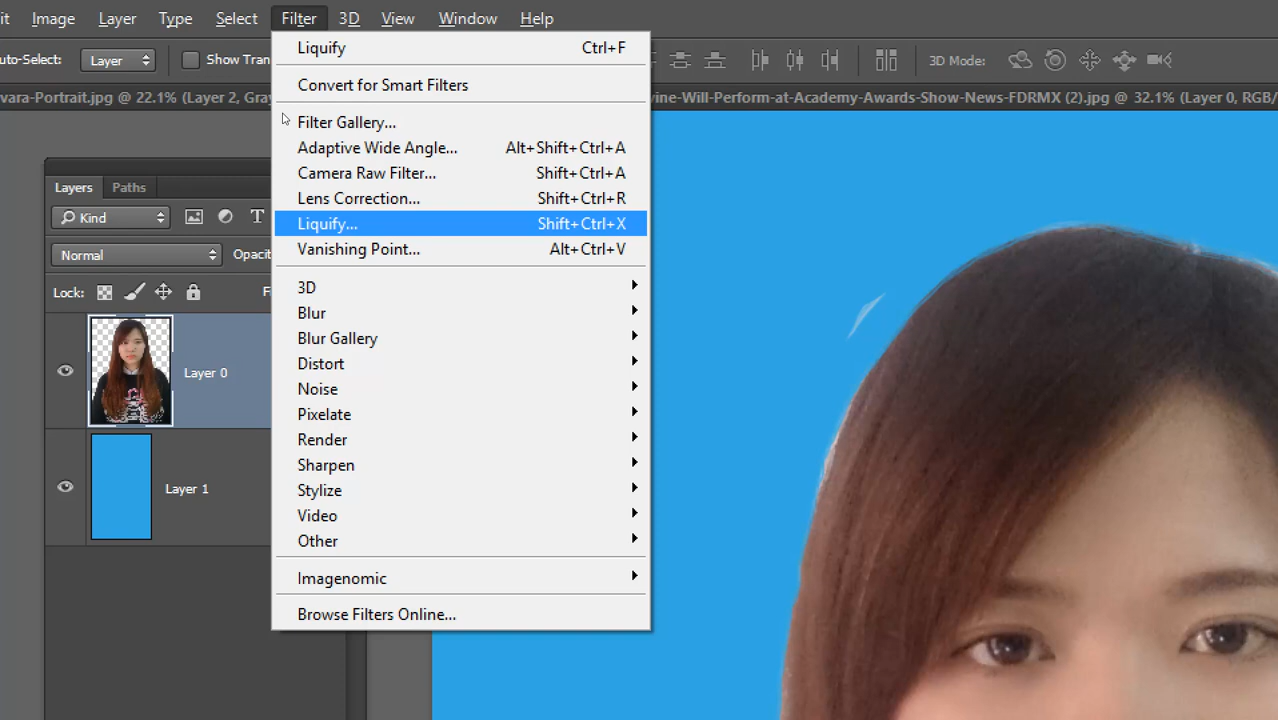 it Image Layer Type Select Filter 3D View Window Help
uto-Select: Layer Show Tran 3D Mode:
vara-Portrait.jpg @ 22.1% (Layer 2, Gray vine-Will-Perform-at-Academy-Awards-Show-News-FDRMX (2).jpg @ 32.1% (Layer 0, RGB/
Liquify Ctrl+F
Convert for Smart Filters
Filter Gallery...
Adaptive Wide Angle... Alt+Shift+Ctrl+A
Camera Raw Filter... Shift+Ctrl+A
Lens Correction... Shift+Ctrl+R
Liquify... Shift+Ctrl+X
Vanishing Point... Alt+Ctrl+V
3D
Blur
Blur Gallery
Distort
Noise
Pixelate
Render
Sharpen
Stylize
Video
Other
Imagenomic
Browse Filters Online...
Layers Paths
Kind T
Normal Opacit
Lock: Fi
Layer 0
Layer 1